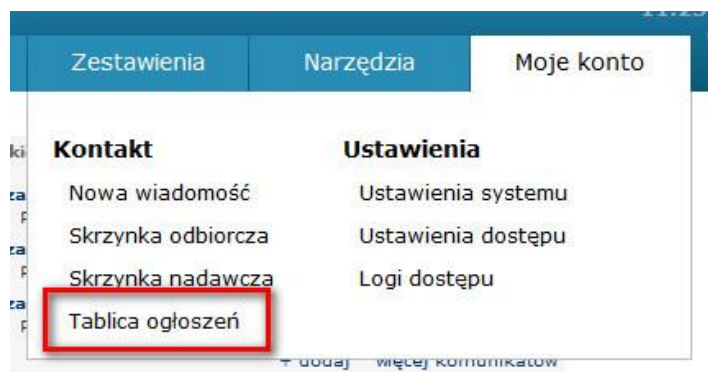 Zestawienia Narzędzia Moje konto
Kontakt Ustawienia
Nowa wiadomość Ustawienia systemu
Skrzynka odbiorcza Ustawienia dostępu
Skrzynka nadawcza Logi dostępu
Tablica ogłoszeń
+ dodaj więcej komunikatów